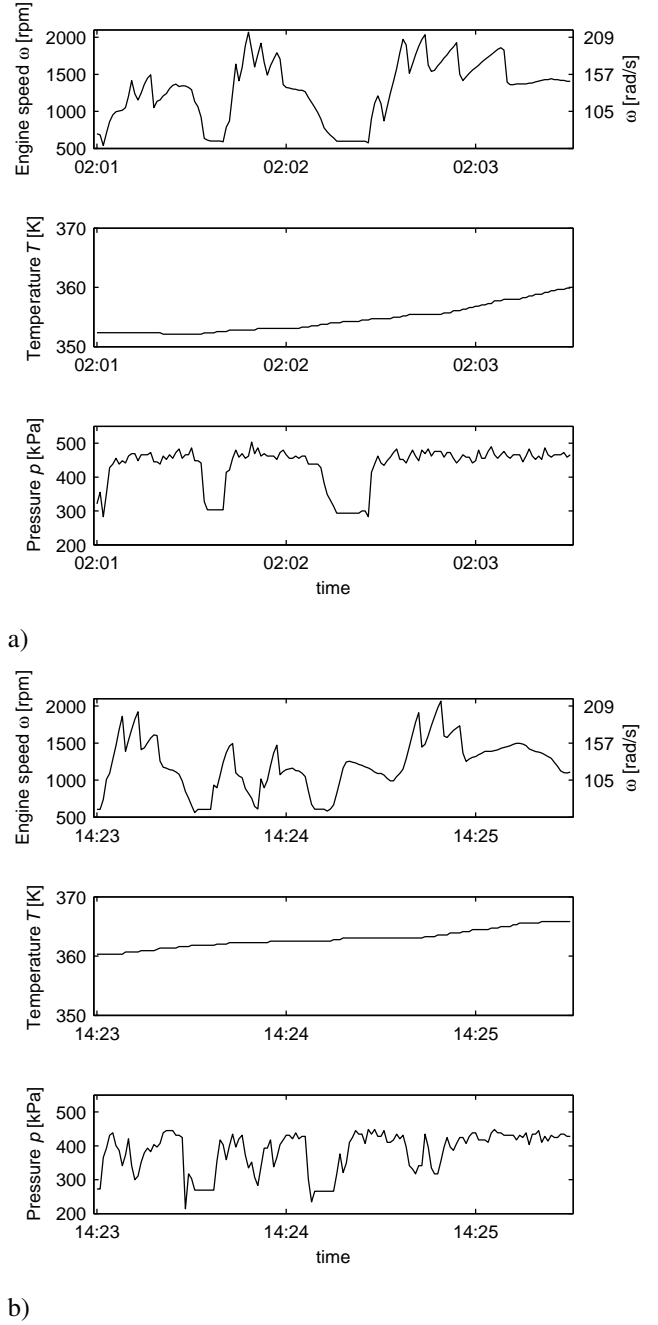 Engine speed ω [rpm]
2000
1500
1000
500
209
157
105
ω [rad/s]
02:01 02:02 02:03
Temperature T [K]
370
360
350
02:01 02:02 02:03
Pressure p [kPa]
500
400
300
200
02:01 02:02 02:03
time
a)
Engine speed ω [rpm]
2000
1500
1000
500
209
157
105
ω [rad/s]
14:23 14:24 14:25
Temperature T [K]
370
360
350
14:23 14:24 14:25
Pressure p [kPa]
500
400
300
200
14:23 14:24 14:25
time
b)